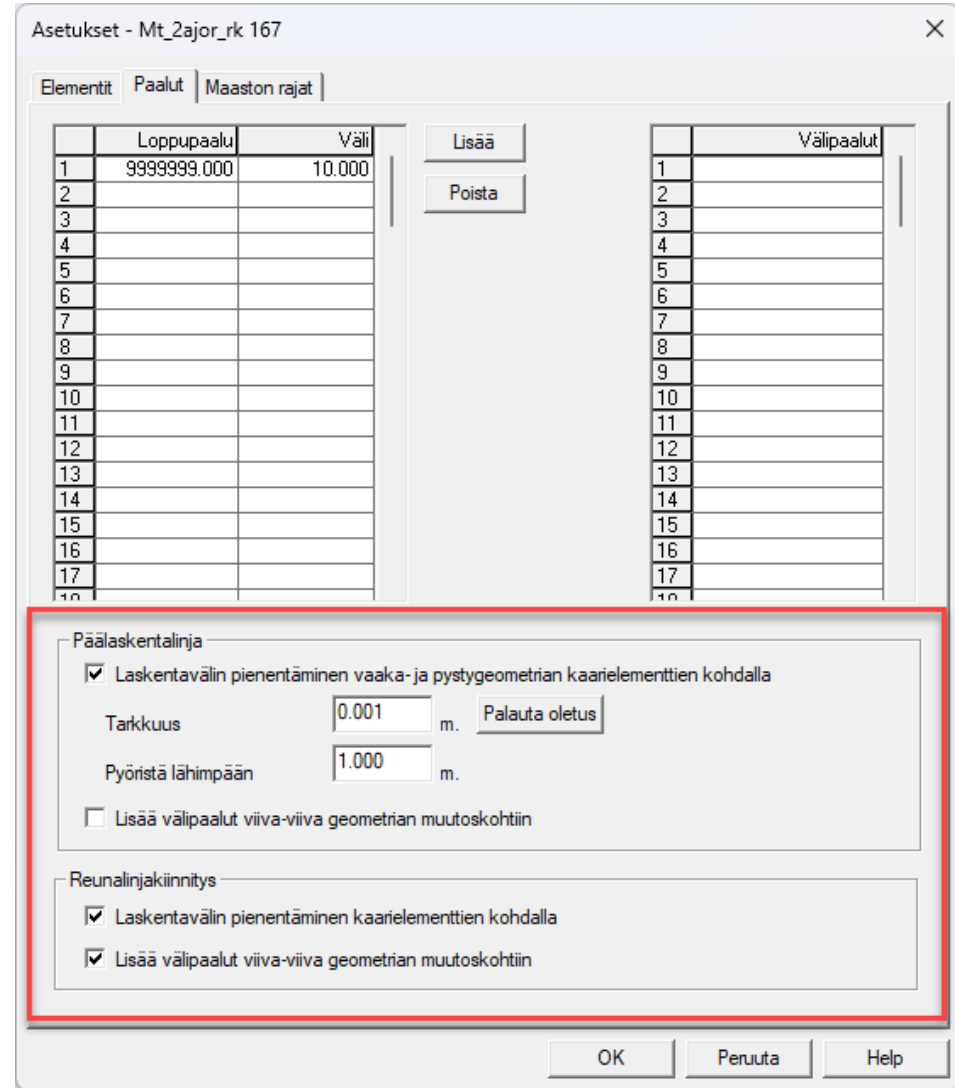 Asetukset - Mt_2ajor_rk 167
Elementit Paalut Maaston rajat
Loppupaalu Väli
1 9999999.000 10.000
2
3
4
5
6
7
8
9
10
11
12
13
14
15
16
17
18
Lisää
Poista
Välipaalut
1
2
3
4
5
6
7
8
9
10
11
12
13
14
15
16
17
18
Päälaskentalinja
Laskentavälin pienentäminen vaaka- ja pystygeometrian kaarielementtien kohdalla
Tarkkuus 0.001 m. Palauta oletus
Pyöristä lähimpään 1.000 m.
Lisää välipaalut viiva-viiva geometrian muutoskohtiin
Reunalinjakiinnitys
Laskentavälin pienentäminen kaarielementtien kohdalla
Lisää välipaalut viiva-viiva geometrian muutoskohtiin
OK Peruuta Help